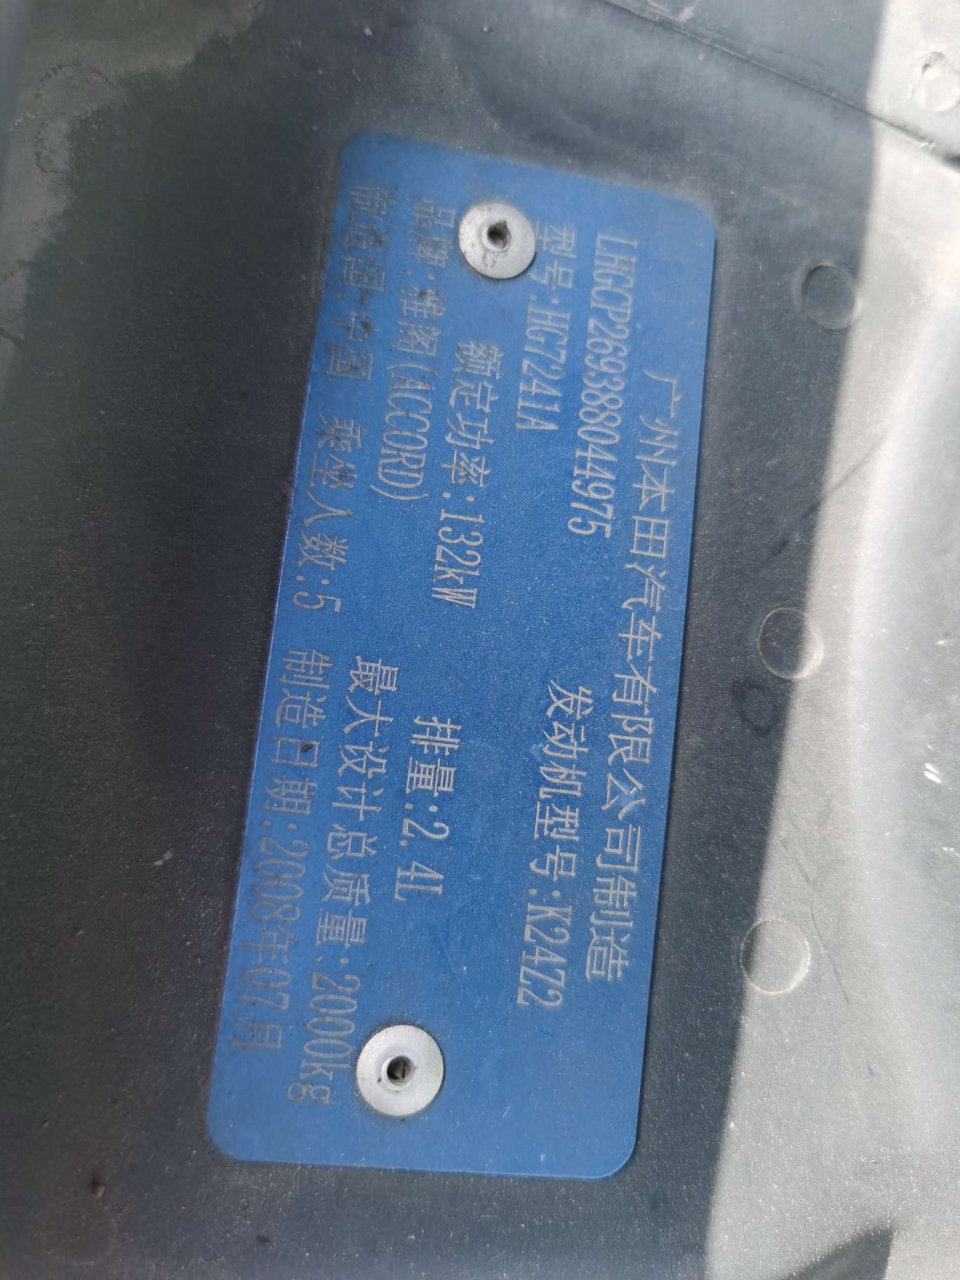 广州本田汽车有限公司制造
LHGCP269388044975
型号:HG7241A 发动机型号:K24Z2
额定功率:132kW 排量:2.4L
品牌:雅阁(ACCORD) 最大设计总质量:2000kg
制造国:中国 乘坐人数:5 制造日期:2008年07月